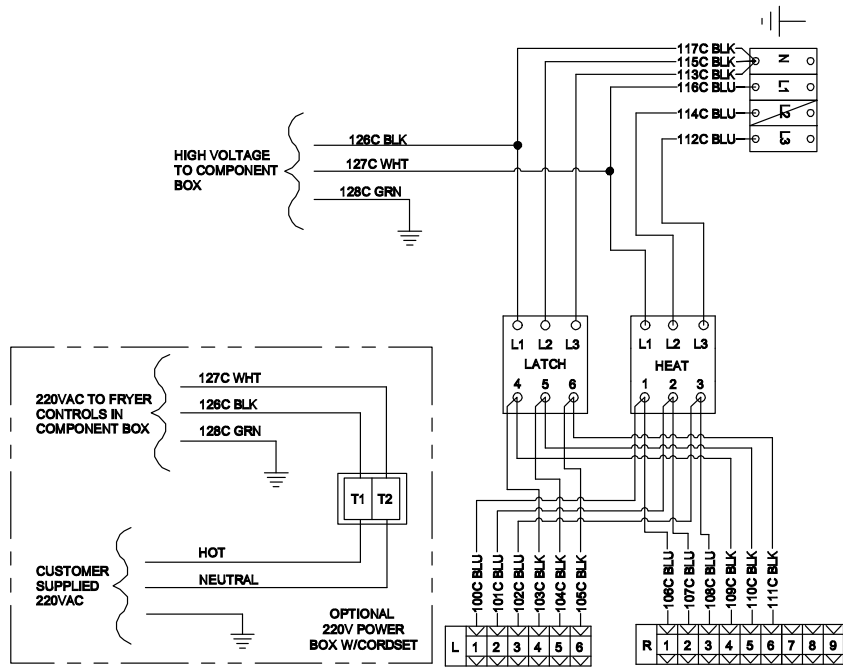 117C BLK
115C BLK
113C BLK
116C BLU
114C BLU
112C BLU
N
L1
L2
L3
HIGH VOLTAGE
TO COMPONENT
BOX
126C BLK
127C WHT
128C GRN
L1 L2 L3
LATCH
4 5 6
L1 L2 L3
HEAT
1 2 3
220VAC TO FRYER
CONTROLS IN
COMPONENT BOX
127C WHT
126C BLK
128C GRN
T1 T2
CUSTOMER
SUPPLIED
220VAC
HOT
NEUTRAL
OPTIONAL
220V POWER
BOX W/CORDSET
100C BLU
101C BLU
102C BLU
103C BLK
104C BLK
105C BLK
106C BLU
107C BLU
108C BLU
109C BLK
110C BLK
111C BLK
L 1 2 3 4 5 6
R 1 2 3 4 5 6 7 8 9